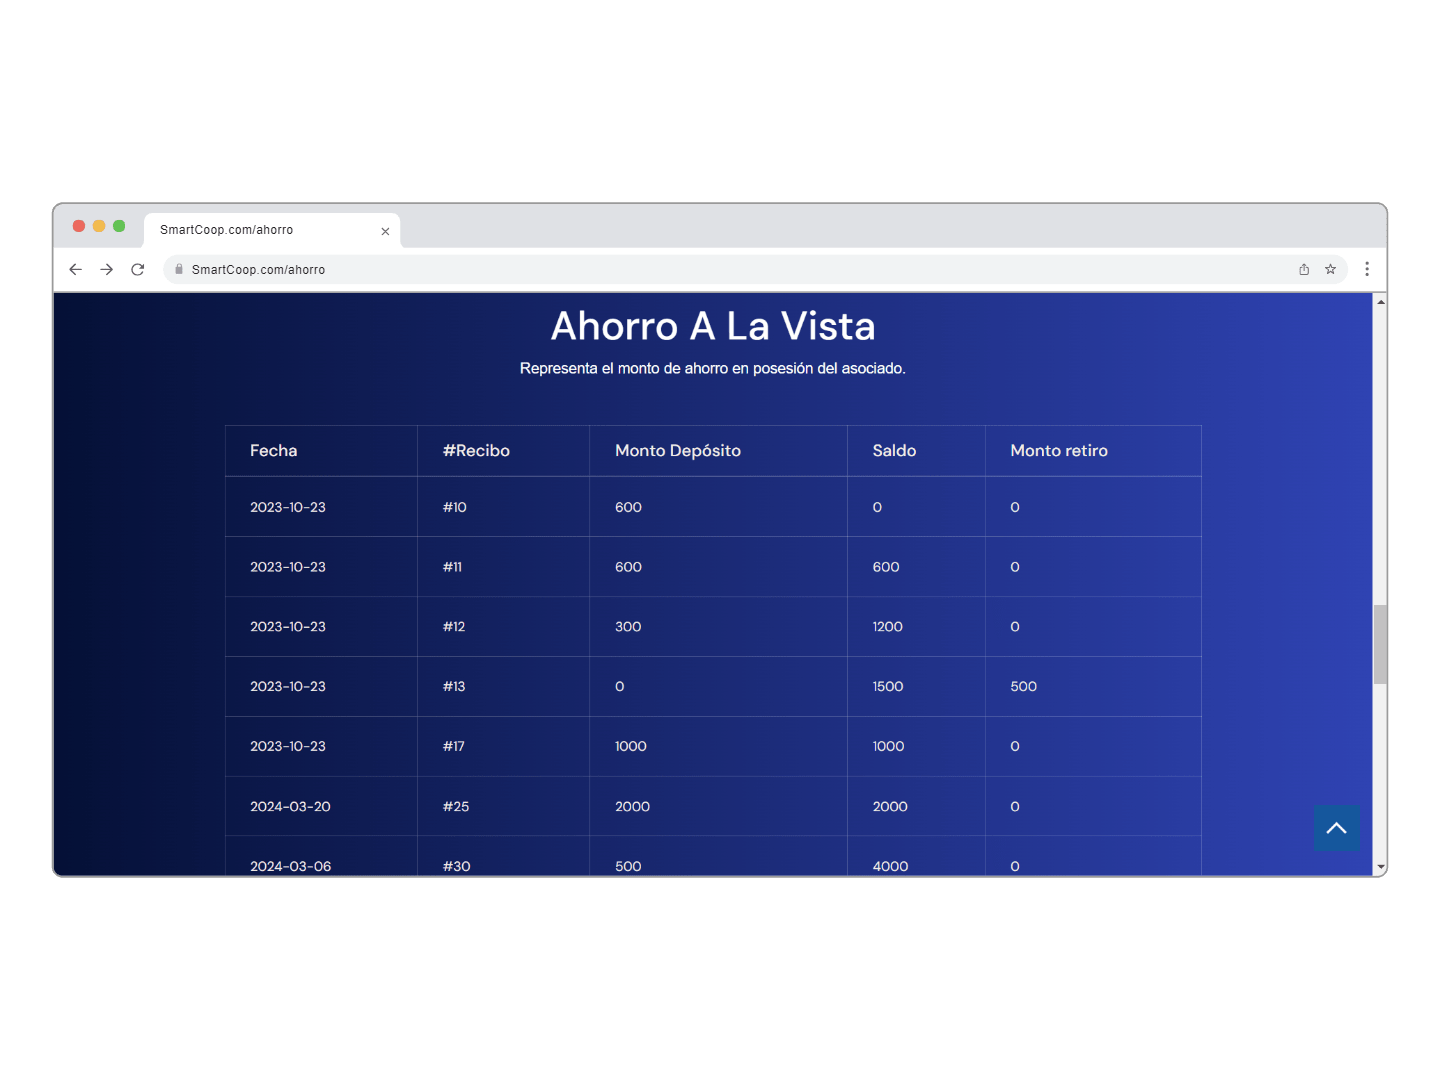 SmartCoop.com/ahorro
SmartCoop.com/ahorro
Ahorro A La Vista
Representa el monto de ahorro en posesión del asociado.
Fecha #Recibo Monto Depósito Saldo Monto retiro
2023-10-23 #10 600 0 0
2023-10-23 #11 600 600 0
2023-10-23 #12 300 1200 0
2023-10-23 #13 0 1500 500
2023-10-23 #17 1000 1000 0
2024-03-20 #25 2000 2000 0
2024-03-06 #30 500 4000 0